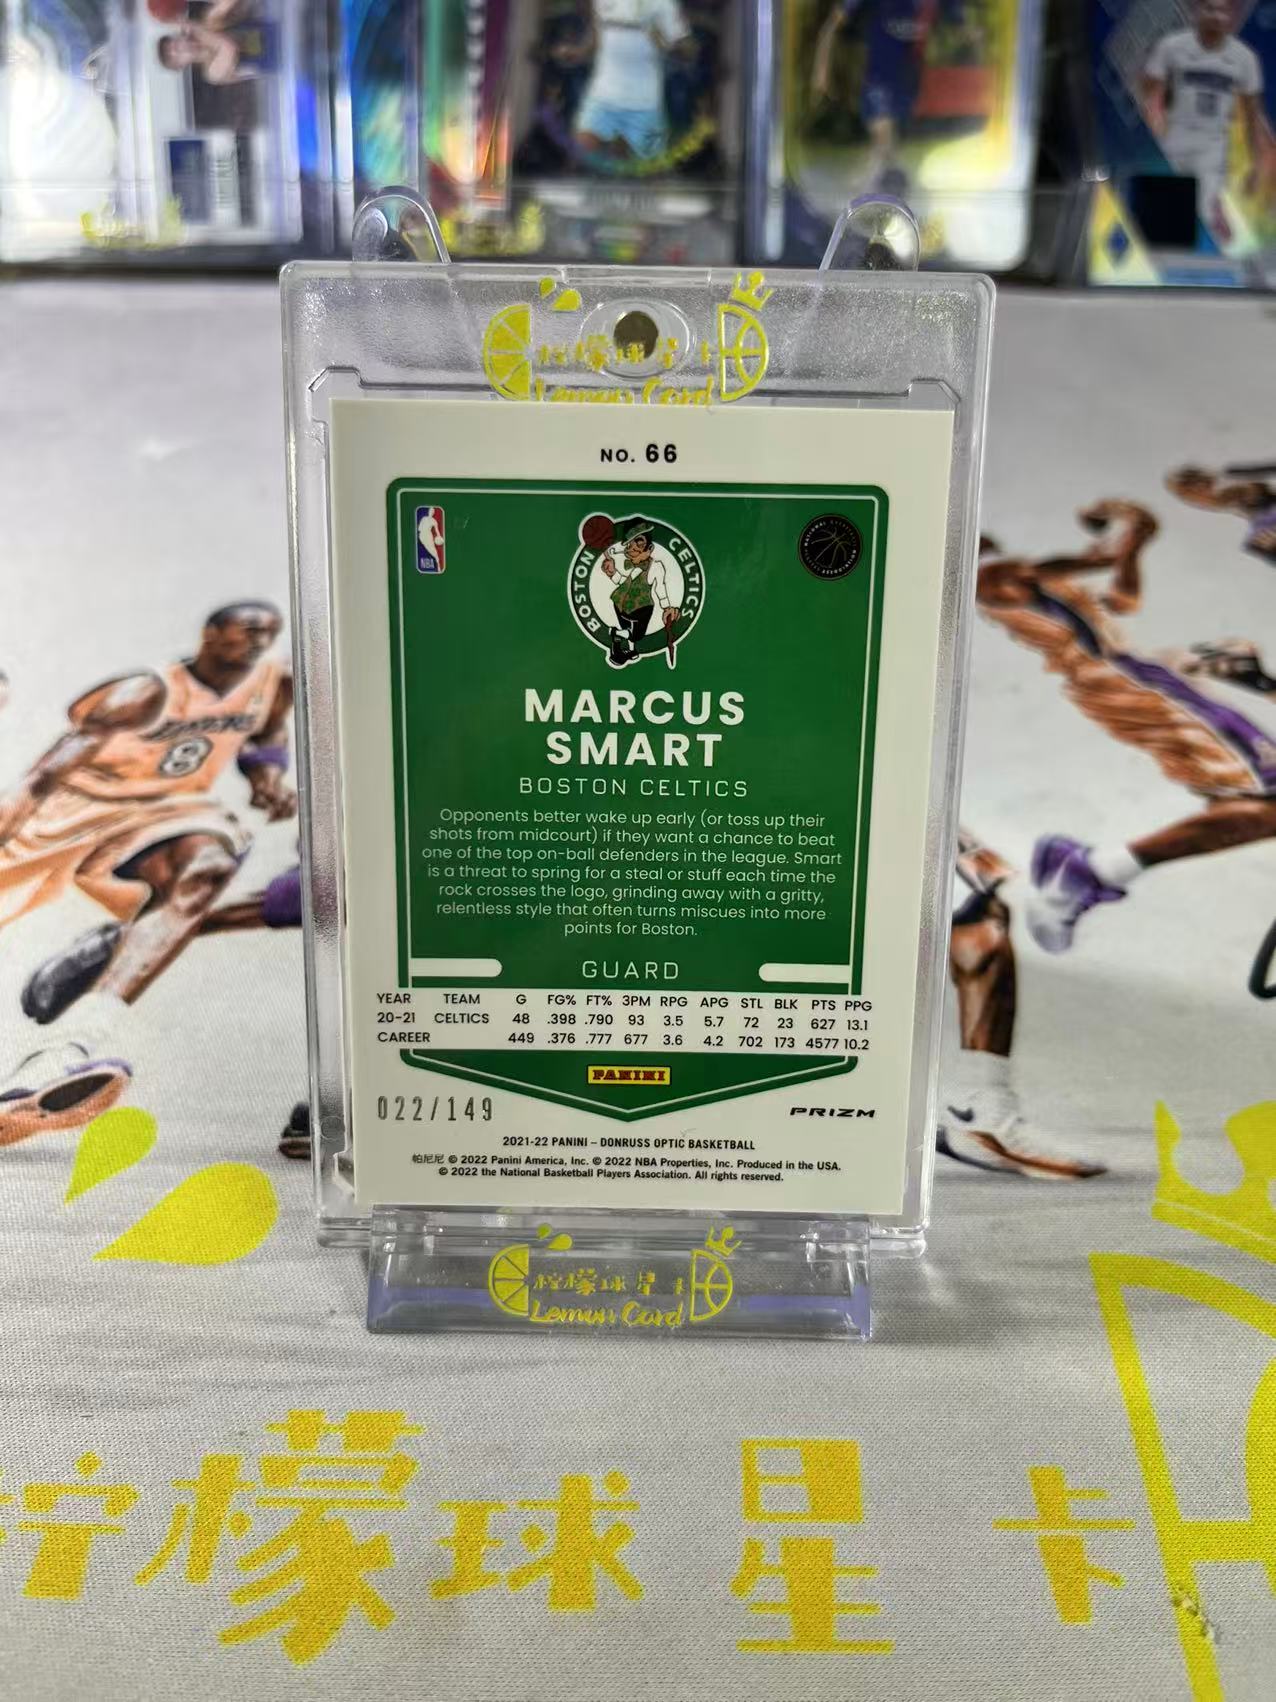 柠檬球星卡
Lemon Card
NO. 66
NBA
BOSTON CELTICS
MARCUS
SMART
BOSTON CELTICS
Opponents better wake up early (or toss up their
shots from midcourt) if they want a chance to beat
one of the top on-ball defenders in the league. Smart
is a threat to spring for a steal or stuff each time the
rock crosses the logo, grinding away with a gritty,
relentless style that often turns miscues into more
points for Boston.
GUARD
YEAR TEAM G FG% FT% 3PM RPG APG STL BLK PTS PPG
20-21 CELTICS 48 .398 .790 93 3.5 5.7 72 23 627 13.1
CAREER 449 .376 .777 677 3.6 4.2 702 173 4577 10.2
PANINI
022/149 PRIZM
2021-22 PANINI – DONRUSS OPTIC BASKETBALL
帕尼尼 © 2022 Panini America, Inc. © 2022 NBA Properties, Inc. Produced in the USA.
© 2022 the National Basketball Players Association. All rights reserved.
柠檬球星卡
Lemon Card
8
柠檬球星卡